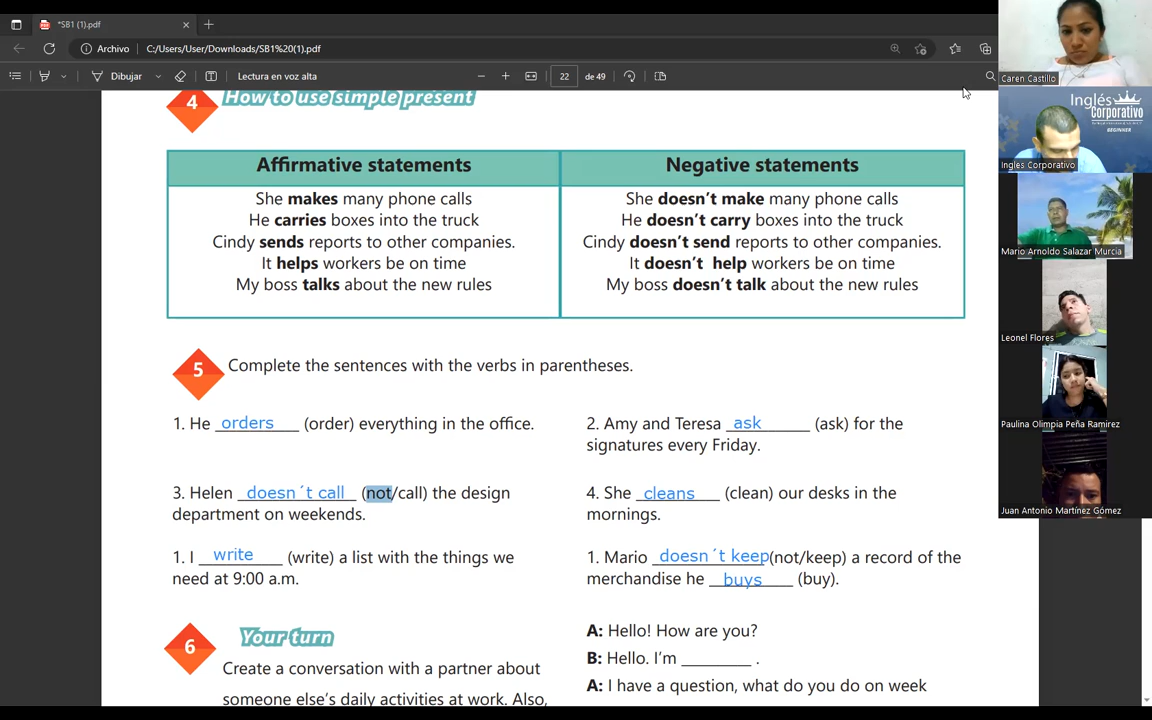 *SB1 (1).pdf
Archivo
C:/Users/User/Downloads/SB1%20(1).pdf
Dibujar
Lectura en voz alta
22
de 49
4
How to use simple present
Affirmative statements
She makes many phone calls
He carries boxes into the truck
Cindy sends reports to other companies.
It helps workers be on time
My boss talks about the new rules
Negative statements
She doesn’t make many phone calls
He doesn’t carry boxes into the truck
Cindy doesn’t send reports to other companies.
It doesn’t help workers be on time
My boss doesn’t talk about the new rules
5
Complete the sentences with the verbs in parentheses.
1. He orders (order) everything in the office.
2. Amy and Teresa ask (ask) for the
signatures every Friday.
3. Helen doesn´t call (not/call) the design
department on weekends.
4. She cleans (clean) our desks in the
mornings.
1. I write (write) a list with the things we
need at 9:00 a.m.
1. Mario doesn´t keep (not/keep) a record of the
merchandise he buys (buy).
6
Your turn
Create a conversation with a partner about
someone else’s daily activities at work. Also,
A: Hello! How are you?
B: Hello. I’m ________ .
A: I have a question, what do you do on week
Caren Castillo
Inglés
Corporativo
BEGINNER
Ingles Corporativo
Mario Arnoldo Salazar Murcia
Leonel Flores
Paulina Olimpia Peña Ramirez
Juan Antonio Martínez Gómez